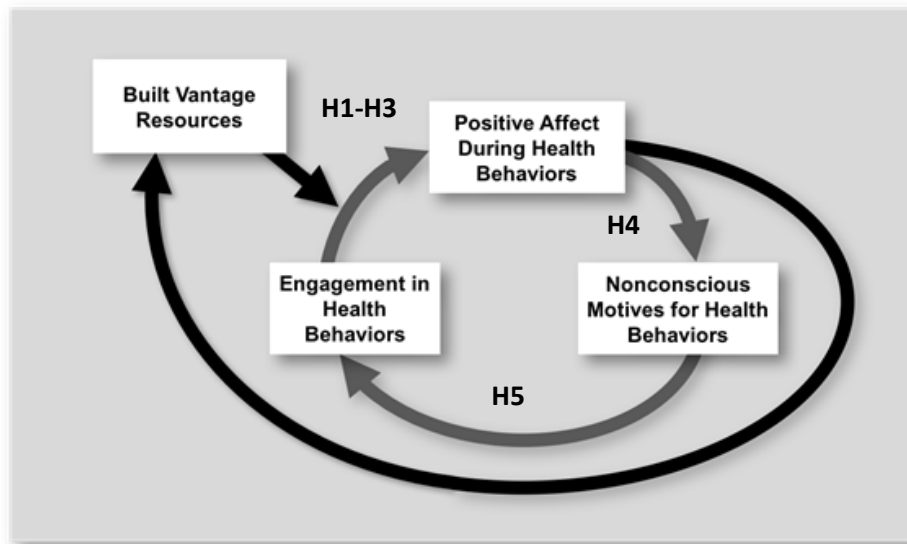 Built Vantage
Resources
H1-H3
Positive Affect
During Health
Behaviors
H4
Engagement in
Health
Behaviors
Nonconscious
Motives for Health
Behaviors
H5